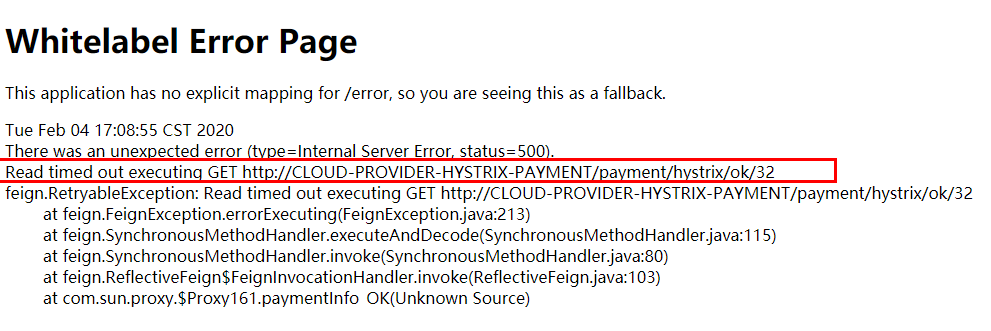 Whitelabel Error Page
This application has no explicit mapping for /error, so you are seeing this as a fallback.
Tue Feb 04 17:08:55 CST 2020
There was an unexpected error (type=Internal Server Error, status=500).
Read timed out executing GET http://CLOUD-PROVIDER-HYSTRIX-PAYMENT/payment/hystrix/ok/32
feign.RetryableException: Read timed out executing GET http://CLOUD-PROVIDER-HYSTRIX-PAYMENT/payment/hystrix/ok/32
at feign.FeignException.errorExecuting(FeignException.java:213)
at feign.SynchronousMethodHandler.executeAndDecode(SynchronousMethodHandler.java:115)
at feign.SynchronousMethodHandler.invoke(SynchronousMethodHandler.java:80)
at feign.ReflectiveFeign$FeignInvocationHandler.invoke(ReflectiveFeign.java:103)
at com.sun.proxy.$Proxy161.paymentInfo_OK(Unknown Source)